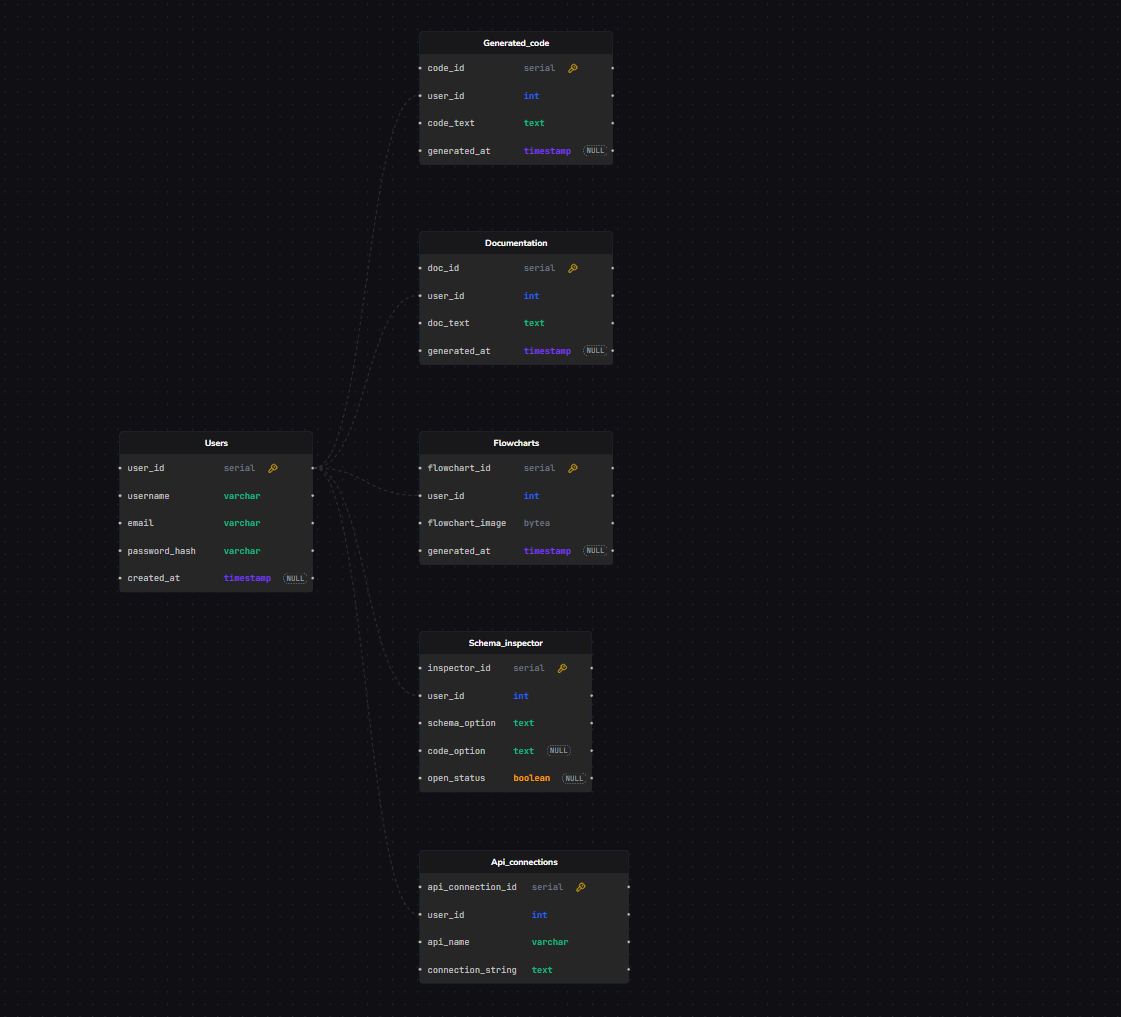 Generated_code
code_id serial
user_id int
code_text text
generated_at timestamp NULL
Documentation
doc_id serial
user_id int
doc_text text
generated_at timestamp NULL
Users
user_id serial
username varchar
email varchar
password_hash varchar
created_at timestamp NULL
Flowcharts
flowchart_id serial
user_id int
flowchart_image bytea
generated_at timestamp NULL
Schema_inspector
inspector_id serial
user_id int
schema_option text
code_option text NULL
open_status boolean NULL
Api_connections
api_connection_id serial
user_id int
api_name varchar
connection_string text